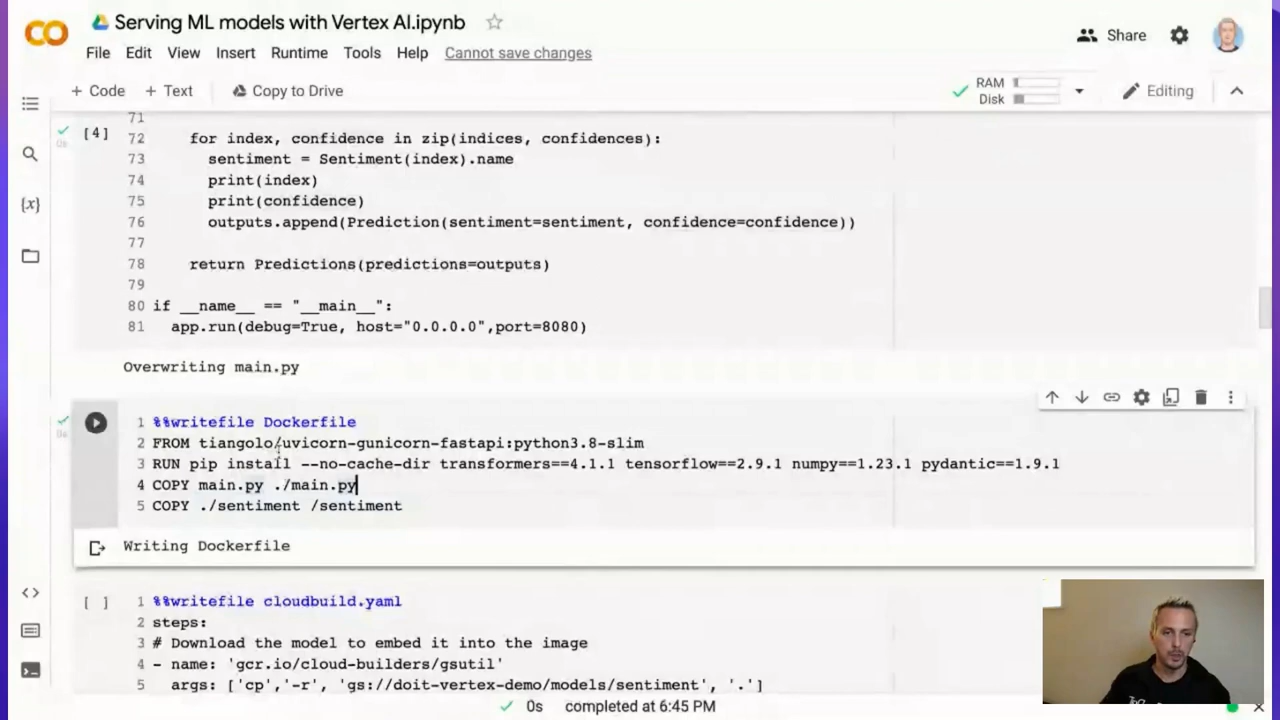 Serving ML models with Vertex AI.ipynb
File Edit View Insert Runtime Tools Help Cannot save changes
Share
+ Code + Text Copy to Drive
RAM
Disk
Editing
71
[4] 72 for index, confidence in zip(indices, confidences):
0s
73 sentiment = Sentiment(index).name
74 print(index)
{x}
75 print(confidence)
76 outputs.append(Prediction(sentiment=sentiment, confidence=confidence))
77
78 return Predictions(predictions=outputs)
79
80 if __name__ == "__main__":
81 app.run(debug=True, host="0.0.0.0",port=8080)
Overwriting main.py
1 %%writefile Dockerfile
0s
2 FROM tiangolo/uvicorn-gunicorn-fastapi:python3.8-slim
3 RUN pip install --no-cache-dir transformers==4.1.1 tensorflow==2.9.1 numpy==1.23.1 pydantic==1.9.1
4 COPY main.py ./main.py
5 COPY ./sentiment /sentiment
Writing Dockerfile
[ ] 1 %%writefile cloudbuild.yaml
2 steps:
3 # Download the model to embed it into the image
4 - name: 'gcr.io/cloud-builders/gsutil'
5 args: ['cp','-r', 'gs://doit-vertex-demo/models/sentiment', '.']
0s completed at 6:45 PM